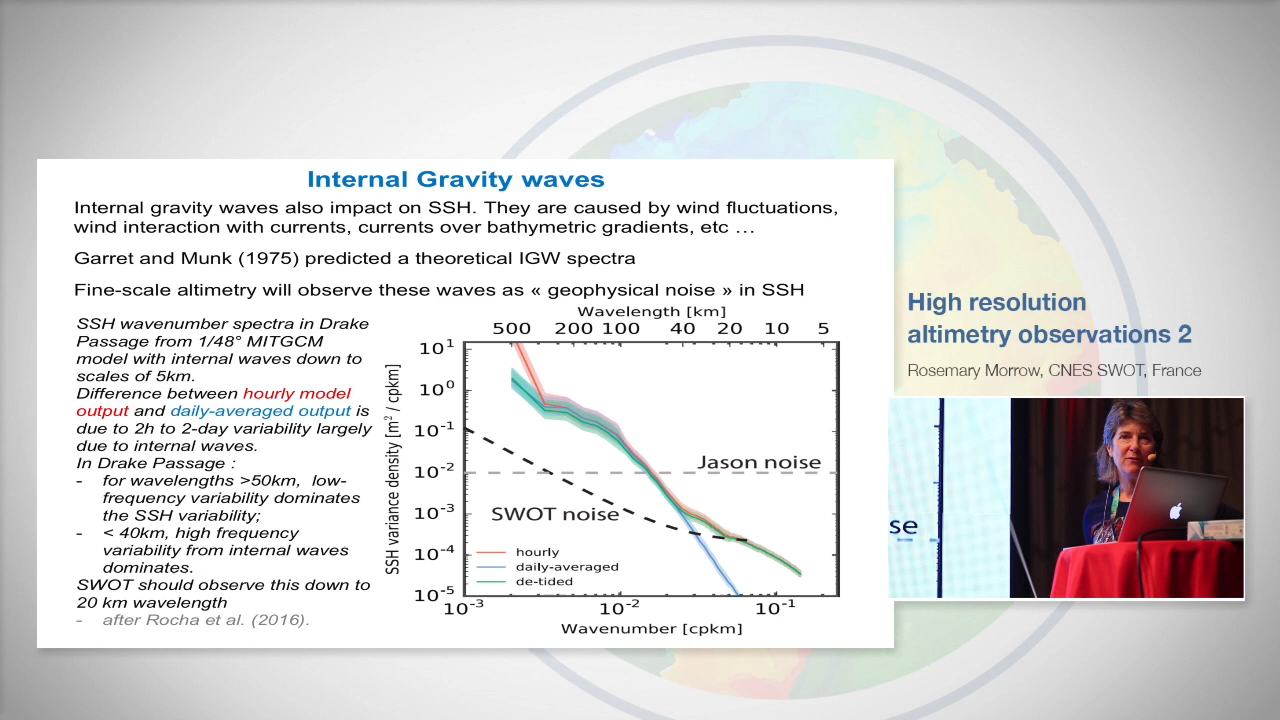 Internal Gravity waves
Internal gravity waves also impact on SSH. They are caused by wind fluctuations,
wind interaction with currents, currents over bathymetric gradients, etc …
Garret and Munk (1975) predicted a theoretical IGW spectra
Fine-scale altimetry will observe these waves as « geophysical noise » in SSH
SSH wavenumber spectra in Drake
Passage from 1/48° MITGCM
model with internal waves down to
scales of 5km.
Difference between hourly model
output and daily-averaged output is
due to 2h to 2-day variability largely
due to internal waves.
In Drake Passage :
- for wavelengths >50km, low-
frequency variability dominates
the SSH variability;
- < 40km, high frequency
variability from internal waves
dominates.
SWOT should observe this down to
20 km wavelength
- after Rocha et al. (2016).
Wavelength [km]
500 200 100 40 20 10 5
SSH variance density [m² / cpkm]
10¹
10⁰
10⁻¹
10⁻²
10⁻³
10⁻⁴
10⁻⁵
Jason noise
SWOT noise
hourly
daily-averaged
de-tided
10⁻³ 10⁻² 10⁻¹
Wavenumber [cpkm]
High resolution
altimetry observations 2
Rosemary Morrow, CNES SWOT, France
se